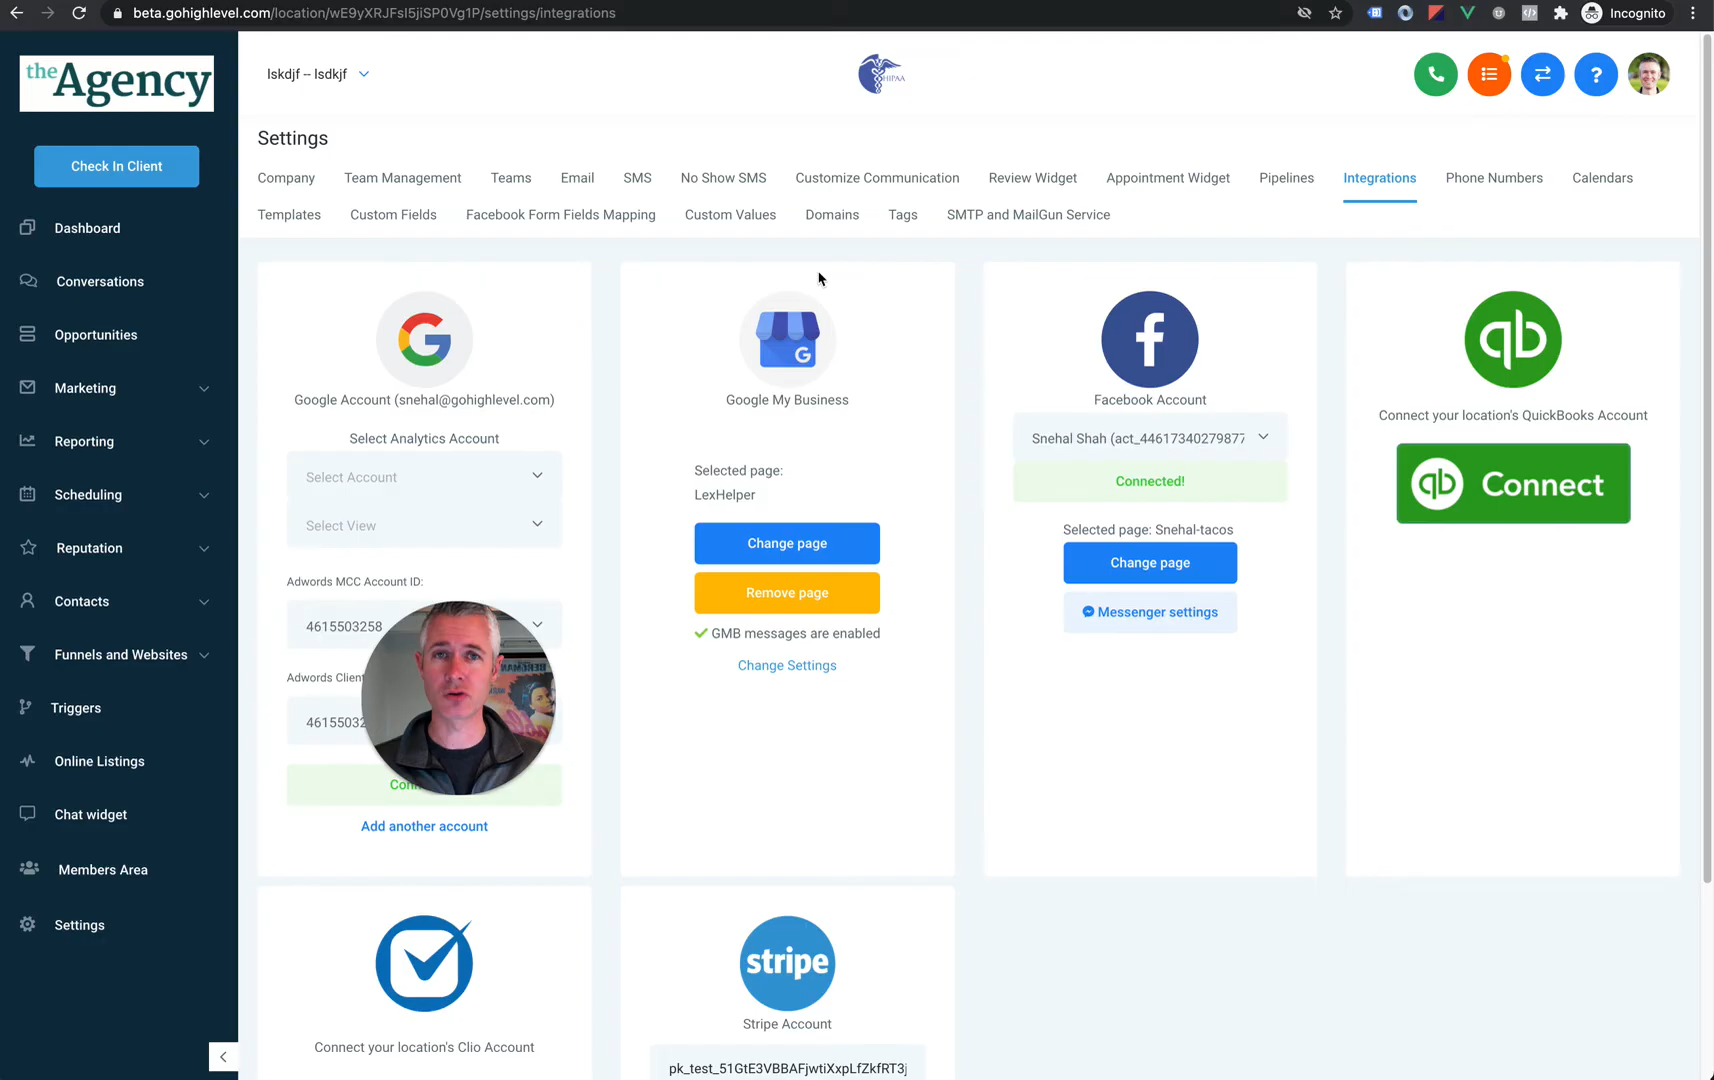 beta.gohighlevel.com/location/wE9yXRJFsI5jiSP0Vg1P/settings/integrations
Incognito
the Agency
lskdjf -- lsdkjf
HIPAA
?
Check In Client
Dashboard
Conversations
Opportunities
Marketing
Reporting
Scheduling
Reputation
Contacts
Funnels and Websites
Triggers
Online Listings
Chat widget
Members Area
Settings
Settings
Company Team Management Teams Email SMS No Show SMS Customize Communication Review Widget Appointment Widget Pipelines Integrations Phone Numbers Calendars
Templates Custom Fields Facebook Form Fields Mapping Custom Values Domains Tags SMTP and MailGun Service
Google Account (snehal@gohighlevel.com)
Select Analytics Account
Select Account
Select View
Adwords MCC Account ID:
4615503258
Adwords Client
46155032
Add another account
G
Google My Business
Selected page:
LexHelper
Change page
Remove page
GMB messages are enabled
Change Settings
f
Facebook Account
Snehal Shah (act_44617340279877
Connected!
Selected page: Snehal-tacos
Change page
Messenger settings
qb
Connect your location's QuickBooks Account
qb Connect
Connect your location's Clio Account
stripe
Stripe Account
pk_test_51GtE3VBBAFjwtiXxpLfZkfRT3j